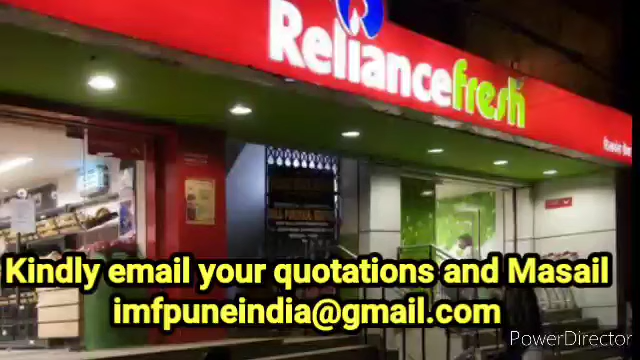 Reliancefresh
Kindly email your quotations and Masail
imfpuneindia@gmail.com
PowerDirector